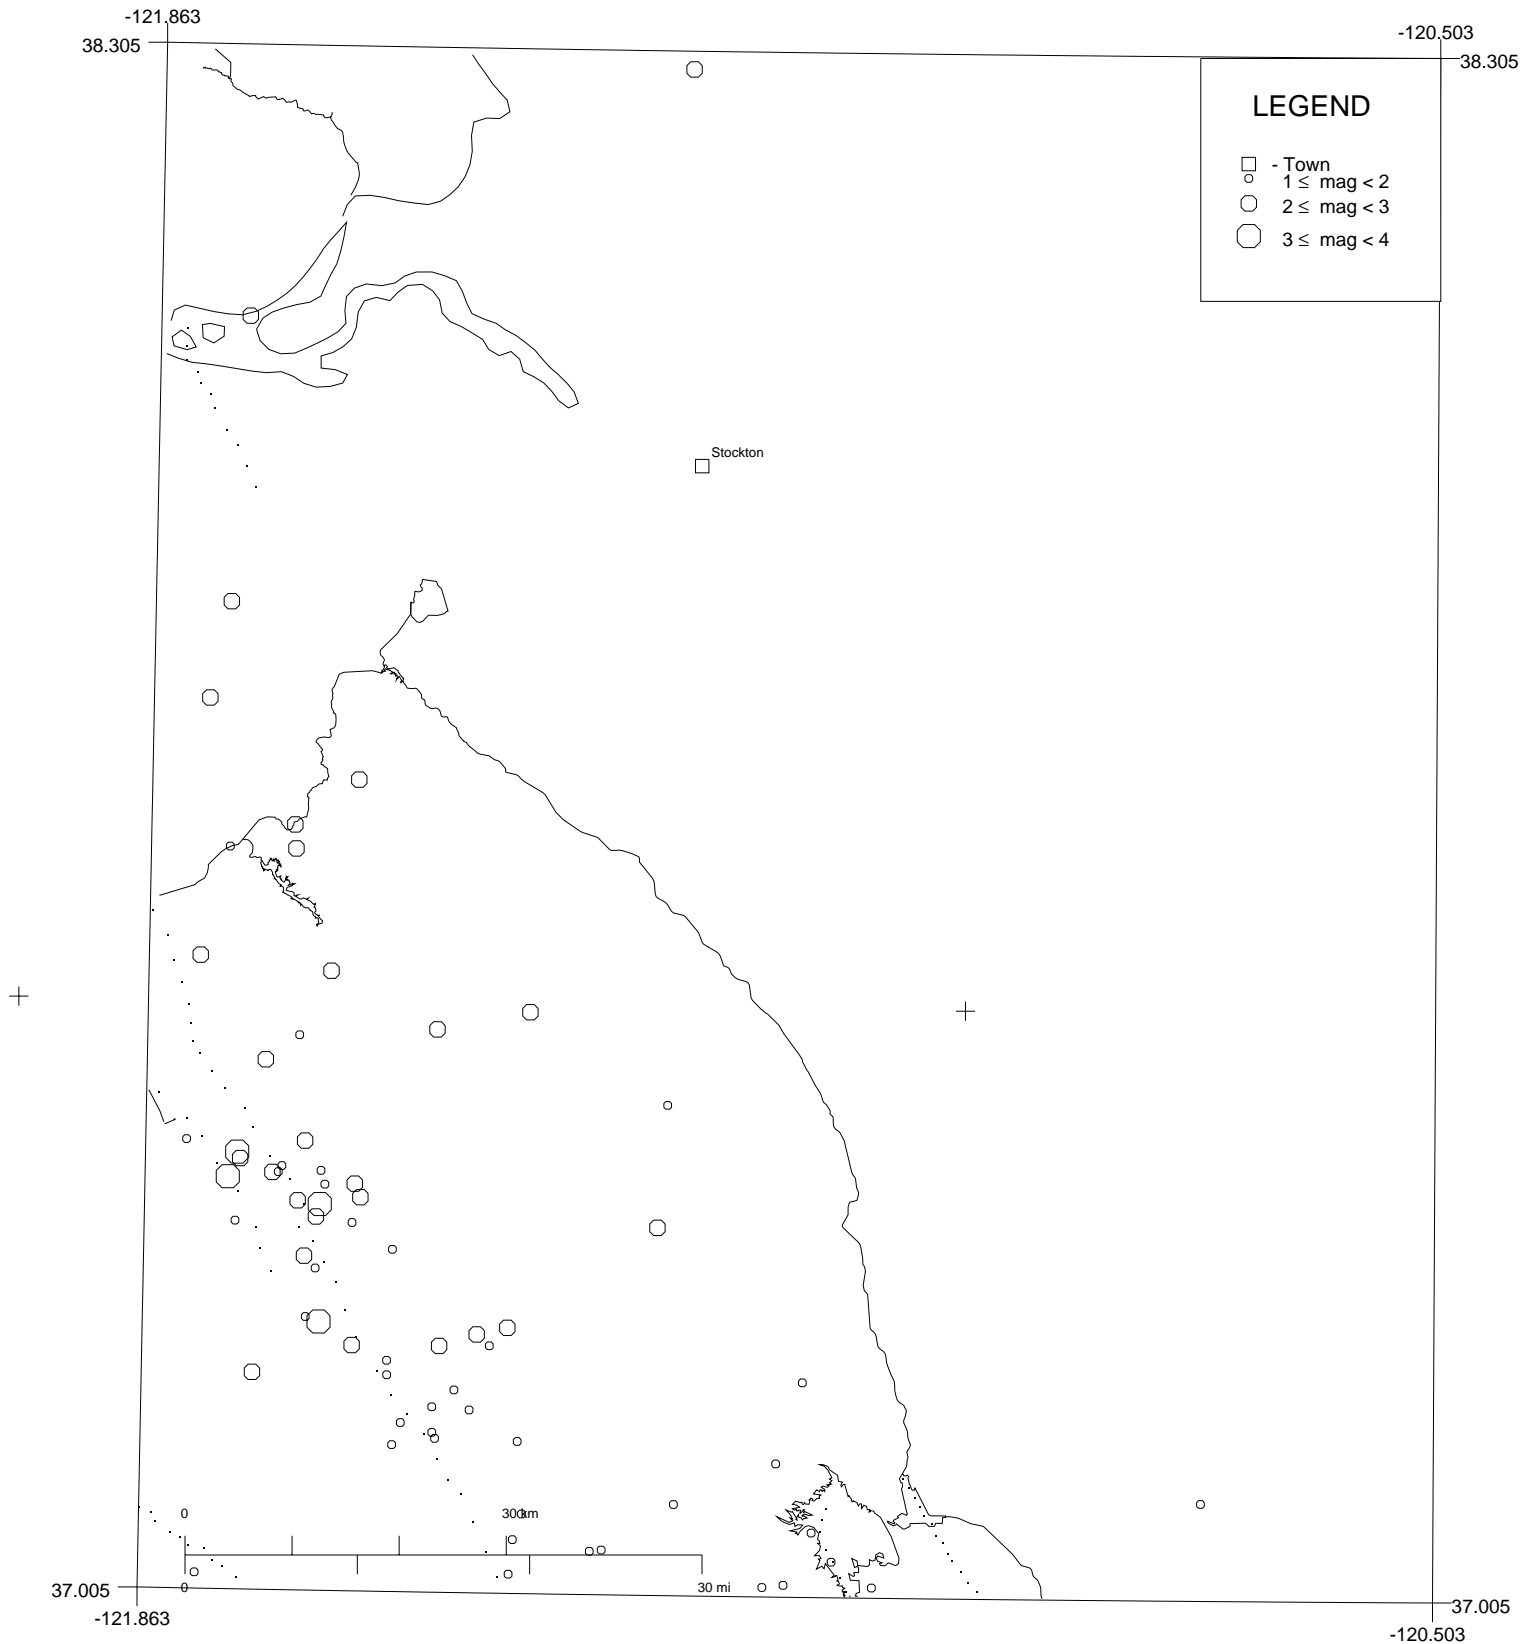 -121.863
38.305
-120.503
38.305
LEGEND
- Town
1 ≤ mag < 2
2 ≤ mag < 3
3 ≤ mag < 4
Stockton
0
30 km
0
30 mi
37.005
-121.863
37.005
-120.503